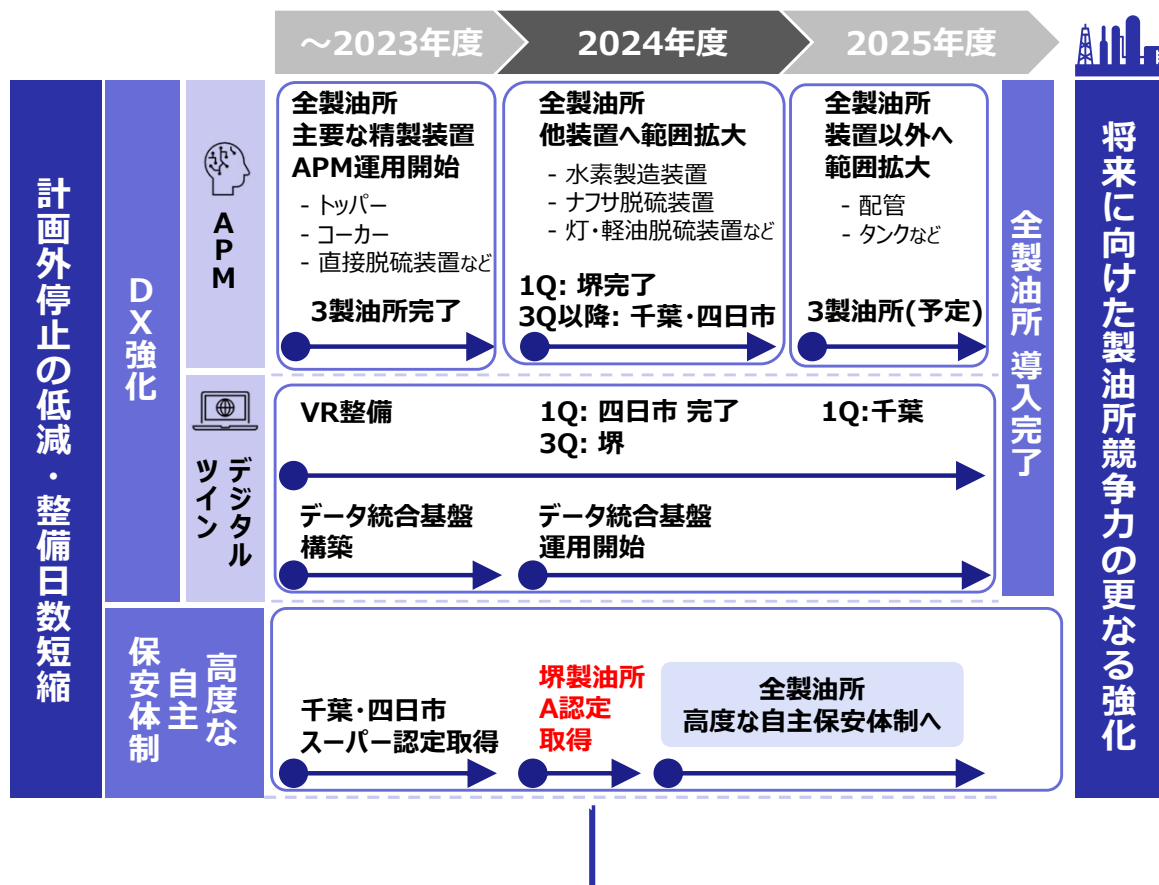 ～2023年度
2024年度
2025年度
計画外停止の低減・整備日数短縮
DX強化
APM
全製油所
主要な精製装置
APM運用開始
- トッパー
- コーカー
- 直接脱硫装置など
3製油所完了
全製油所
他装置へ範囲拡大
- 水素製造装置
- ナフサ脱硫装置
- 灯・軽油脱硫装置など
1Q: 堺完了
3Q以降: 千葉・四日市
全製油所
装置以外へ
範囲拡大
- 配管
- タンクなど
3製油所(予定)
デジタル
ツイン
VR整備
1Q: 四日市 完了
3Q: 堺
1Q:千葉
データ統合基盤
構築
データ統合基盤
運用開始
全製油所 導入完了
高度な
自主
保安体制
千葉・四日市
スーパー認定取得
堺製油所
A認定
取得
全製油所
高度な自主保安体制へ
将来に向けた製油所競争力の更なる強化